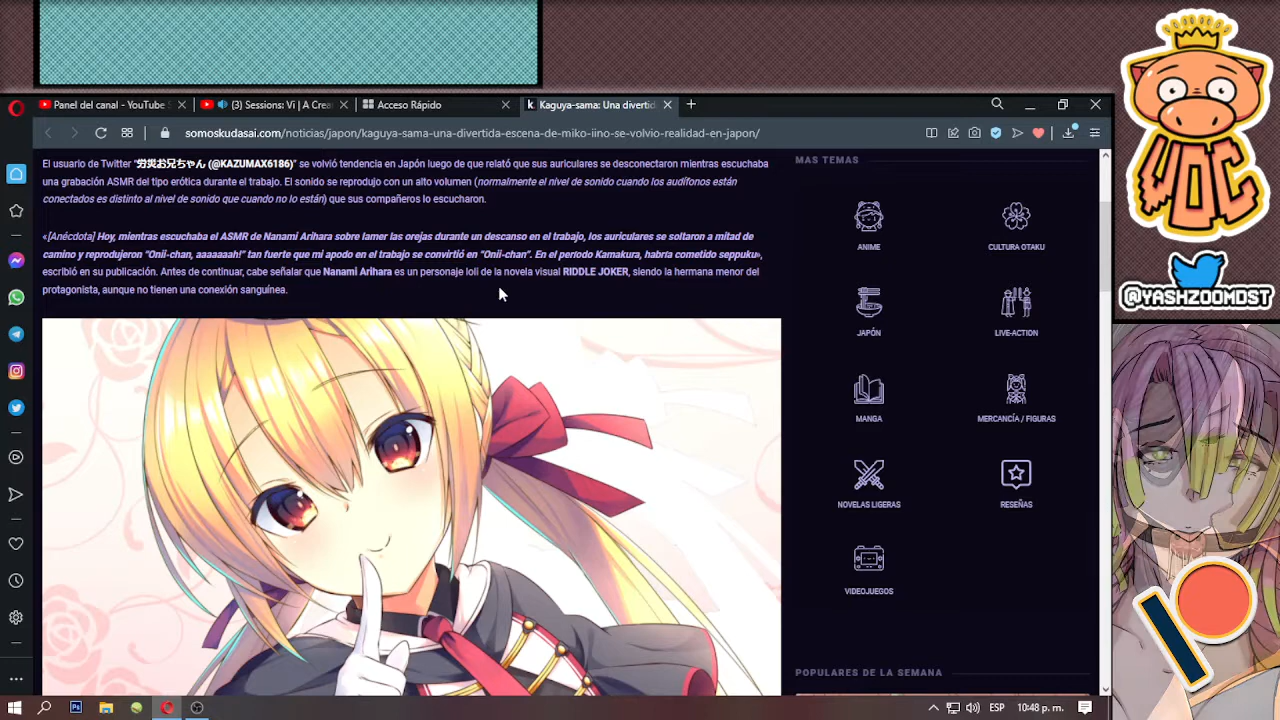 Panel del canal - YouTube S
(3) Sessions: Vi | A Crea
Acceso Rápido
Kaguya-sama: Una divertid
somoskudasai.com/noticias/japon/kaguya-sama-una-divertida-escena-de-miko-iino-se-volvio-realidad-en-japon/
El usuario de Twitter "労災お兄ちゃん (@KAZUMAX6186)" se volvió tendencia en Japón luego de que relató que sus auriculares se desconectaron mientras escuchaba
una grabación ASMR del tipo erótica durante el trabajo. El sonido se reprodujo con un alto volumen (normalmente el nivel de sonido cuando los audífonos están
conectados es distinto al nivel de sonido que cuando no lo están) que sus compañeros lo escucharon.
«[Anécdota] Hoy, mientras escuchaba el ASMR de Nanami Arihara sobre lamer las orejas durante un descanso en el trabajo, los auriculares se soltaron a mitad de
camino y reprodujeron "Onii-chan, aaaaaah!" tan fuerte que mi apodo en el trabajo se convirtió en "Onii-chan". En el período Kamakura, habría cometido seppuku»,
escribió en su publicación. Antes de continuar, cabe señalar que Nanami Arihara es un personaje loli de la novela visual RIDDLE JOKER, siendo la hermana menor del
protagonista, aunque no tienen una conexión sanguínea.
MAS TEMAS
ANIME
CULTURA OTAKU
JAPÓN
LIVE-ACTION
MANGA
MERCANCÍA / FIGURAS
NOVELAS LIGERAS
RESEÑAS
VIDEOJUEGOS
POPULARES DE LA SEMANA
VOC
@YASHZOOMDST
ESP
10:48 p. m.